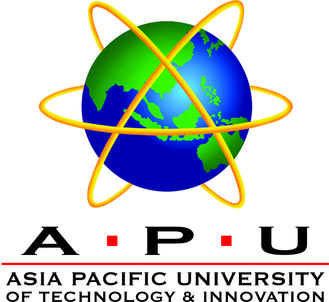 A·P·U
ASIA PACIFIC UNIVERSITY
OF TECHNOLOGY & INNOVATION